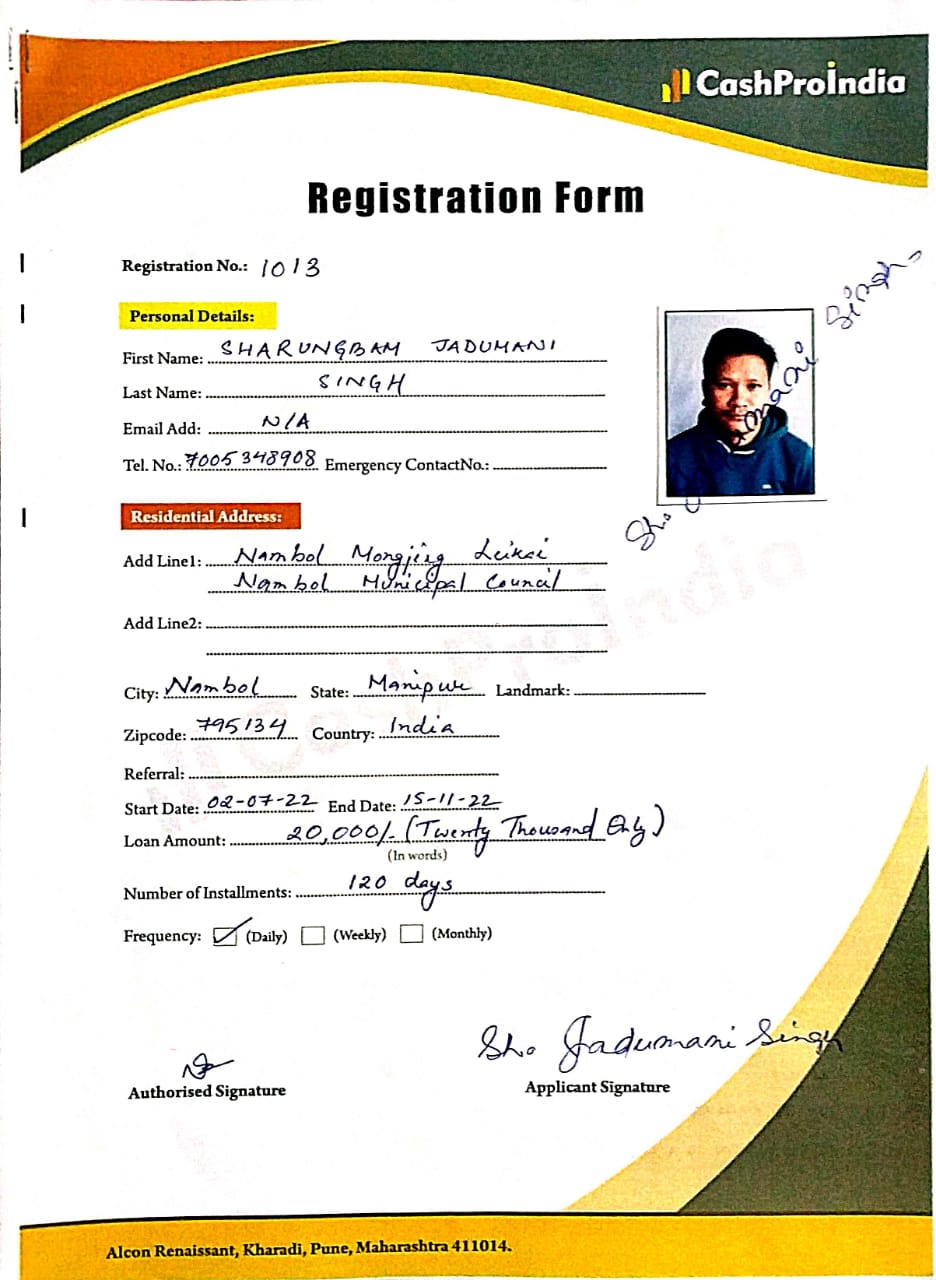 CashProIndia
Registration Form
Registration No.: 1013
Personal Details:
First Name: SHARUNGBAM JADUMANI
Last Name: SINGH
Email Add: N/A
Tel. No.: 7005348908 Emergency ContactNo.:
Residential Address:
Add Line1: Nambol Mongjing Leikai
Nambol Municipal Council
Add Line2:
City: Nambol State: Manipur Landmark:
Zipcode: 795134 Country: India
Referral:
Start Date: 02-07-22 End Date: 15-11-22
Loan Amount: 20,000/- (Twenty Thousand Only)
(In words)
Number of Installments: 120 days
Frequency: (Daily) (Weekly) (Monthly)
Sho Jadumani Singh
Authorised Signature
Applicant Signature
Alcon Renaissant, Kharadi, Pune, Maharashtra 411014.